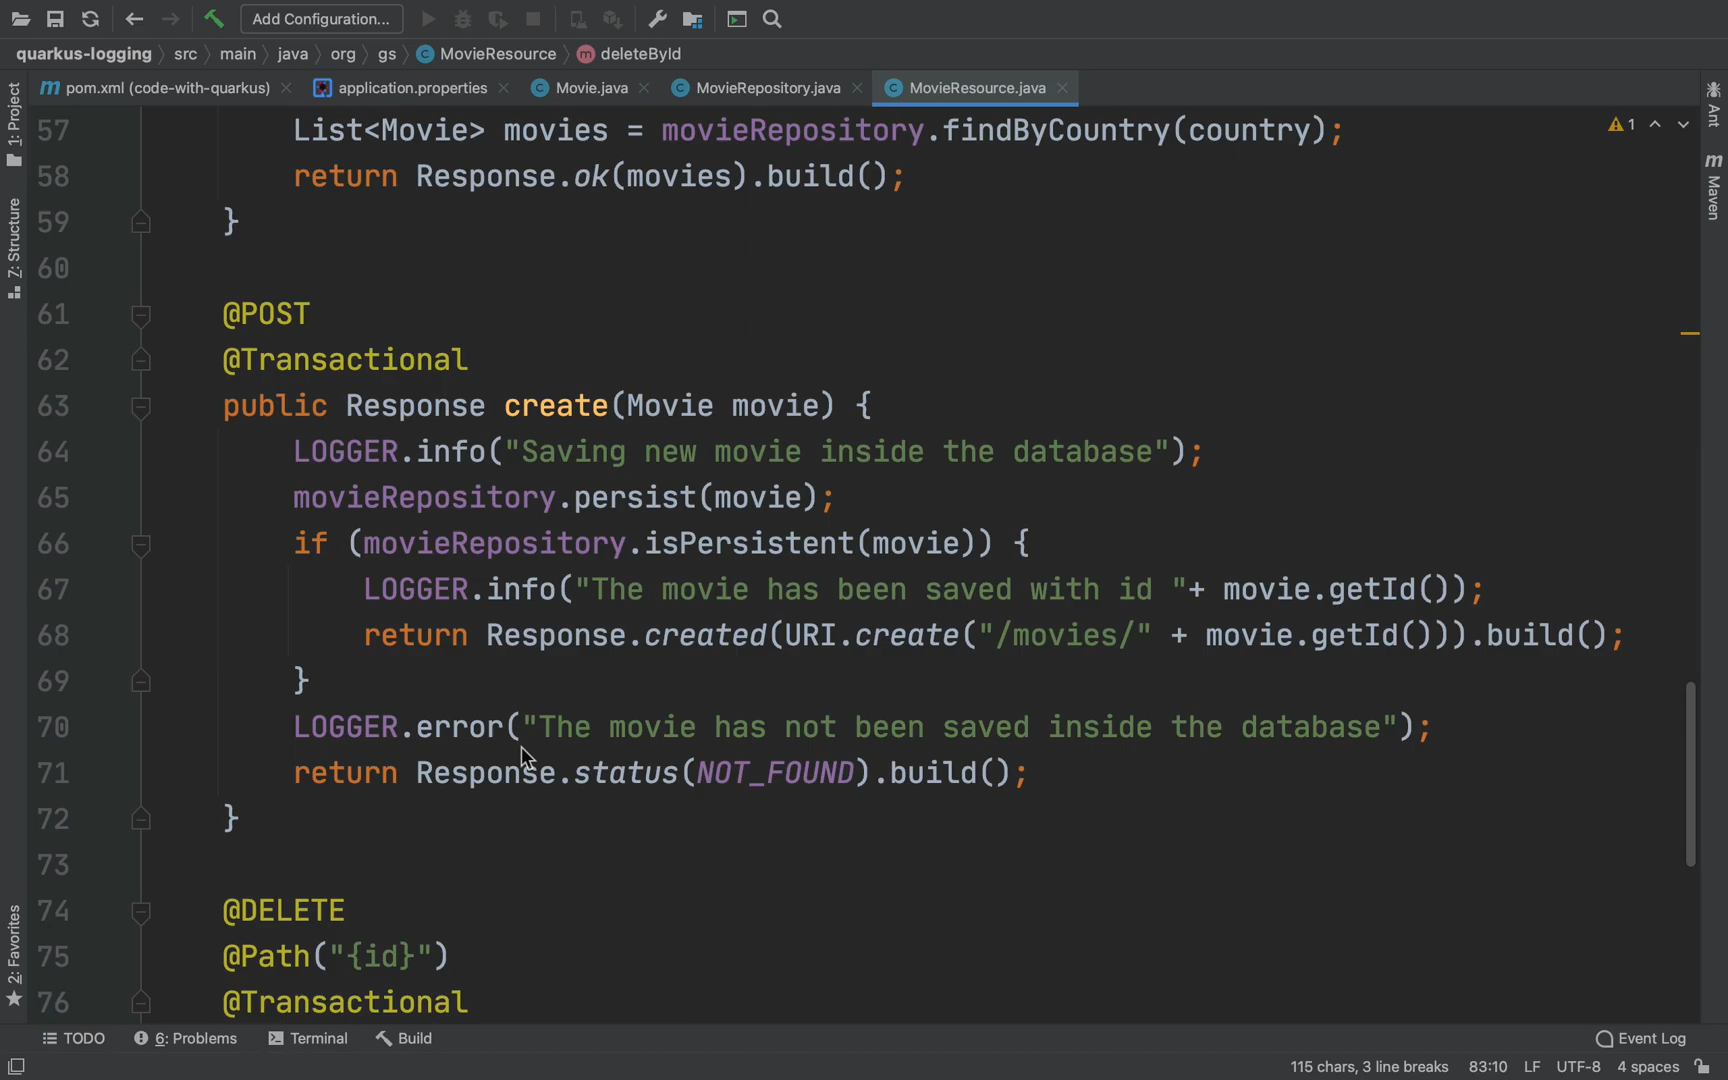 Add Configuration...
quarkus-logging src main java org gs MovieResource deleteById
pom.xml (code-with-quarkus) application.properties Movie.java MovieRepository.java MovieResource.java
1: Project
Z: Structure
2: Favorites
Ant
Maven
1
57 List<Movie> movies = movieRepository.findByCountry(country);
58 return Response.ok(movies).build();
59 }
60
61 @POST
62 @Transactional
63 public Response create(Movie movie) {
64 LOGGER.info("Saving new movie inside the database");
65 movieRepository.persist(movie);
66 if (movieRepository.isPersistent(movie)) {
67 LOGGER.info("The movie has been saved with id "+ movie.getId());
68 return Response.created(URI.create("/movies/" + movie.getId())).build();
69 }
70 LOGGER.error("The movie has not been saved inside the database");
71 return Response.status(NOT_FOUND).build();
72 }
73
74 @DELETE
75 @Path("{id}")
76 @Transactional
TODO 6: Problems Terminal Build Event Log
115 chars, 3 line breaks 83:10 LF UTF-8 4 spaces